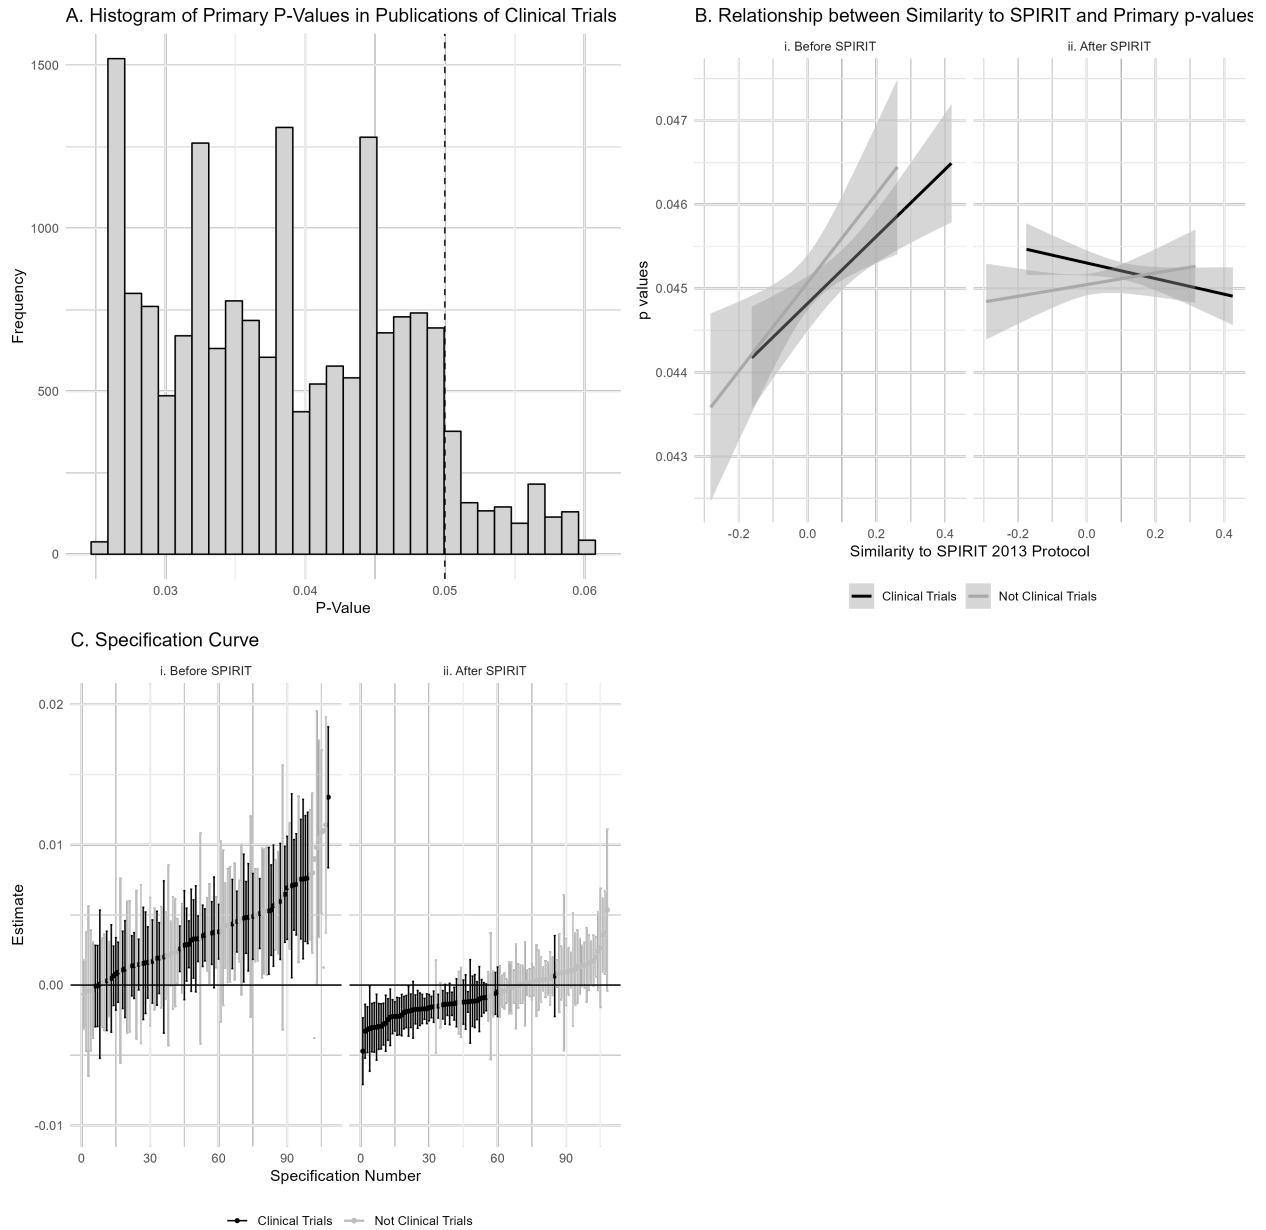 A. Histogram of Primary P-Values in Publications of Clinical Trials
1500
1000
500
0
Frequency
0.03 0.04 0.05 0.06
P-Value
B. Relationship between Similarity to SPIRIT and Primary p-values
i. Before SPIRIT ii. After SPIRIT
0.047
0.046
0.045
0.044
0.043
p values
-0.2 0.0 0.2 0.4 -0.2 0.0 0.2 0.4
Similarity to SPIRIT 2013 Protocol
Clinical Trials Not Clinical Trials
C. Specification Curve
i. Before SPIRIT ii. After SPIRIT
0.02
0.01
0.00
-0.01
Estimate
0 30 60 90 0 30 60 90
Specification Number
Clinical Trials Not Clinical Trials